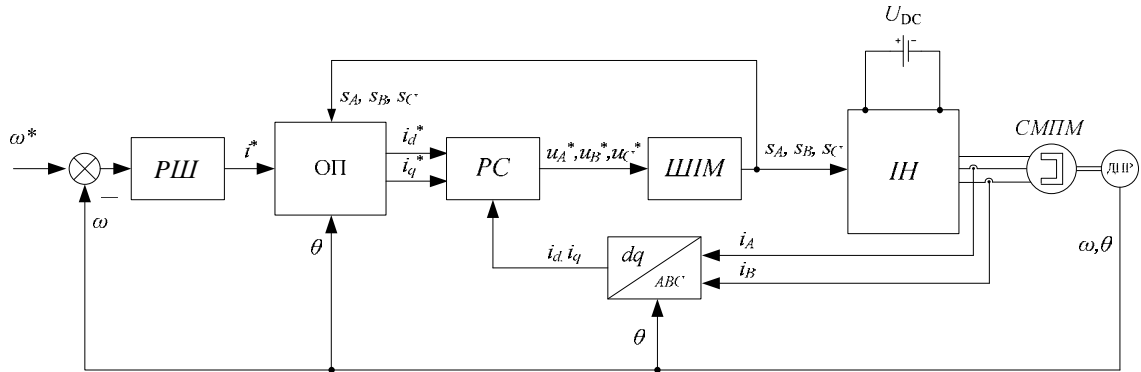 U_DC
+ −
s_A, s_B, s_C
СМПМ
ω*
РШ
i*
ОП
i_d*
i_q*
РС
u_A*, u_B*, u_C*
ШІМ
s_A, s_B, s_C
ІН
ДПР
−
ω
θ
i_d, i_q
dq
ABC
i_A
i_B
ω,θ
θ